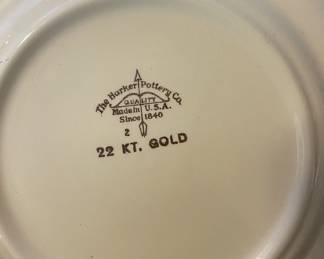 The Harker Pottery Co.
QUALITY
Made in U.S.A.
Since 1840
2
22 KT. GOLD